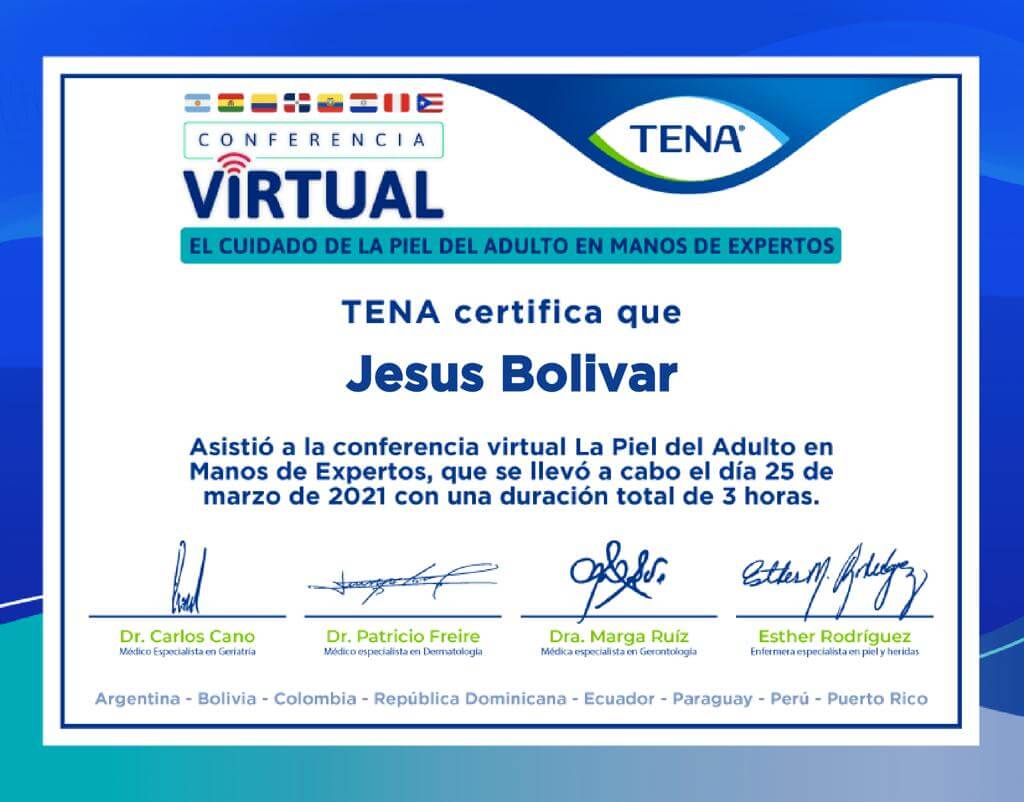 CONFERENCIA
VIRTUAL
TENA®
EL CUIDADO DE LA PIEL DEL ADULTO EN MANOS DE EXPERTOS
TENA certifica que
Jesus Bolivar
Asistió a la conferencia virtual La Piel del Adulto en
Manos de Expertos, que se llevó a cabo el día 25 de
marzo de 2021 con una duración total de 3 horas.
Esther M. Rodríguez
Dr. Carlos Cano
Médico Especialista en Geriatría
Dr. Patricio Freire
Médico especialista en Dermatología
Dra. Marga Ruíz
Médica especialista en Gerontología
Esther Rodríguez
Enfermera especialista en piel y heridas
Argentina - Bolivia - Colombia - República Dominicana - Ecuador - Paraguay - Perú - Puerto Rico